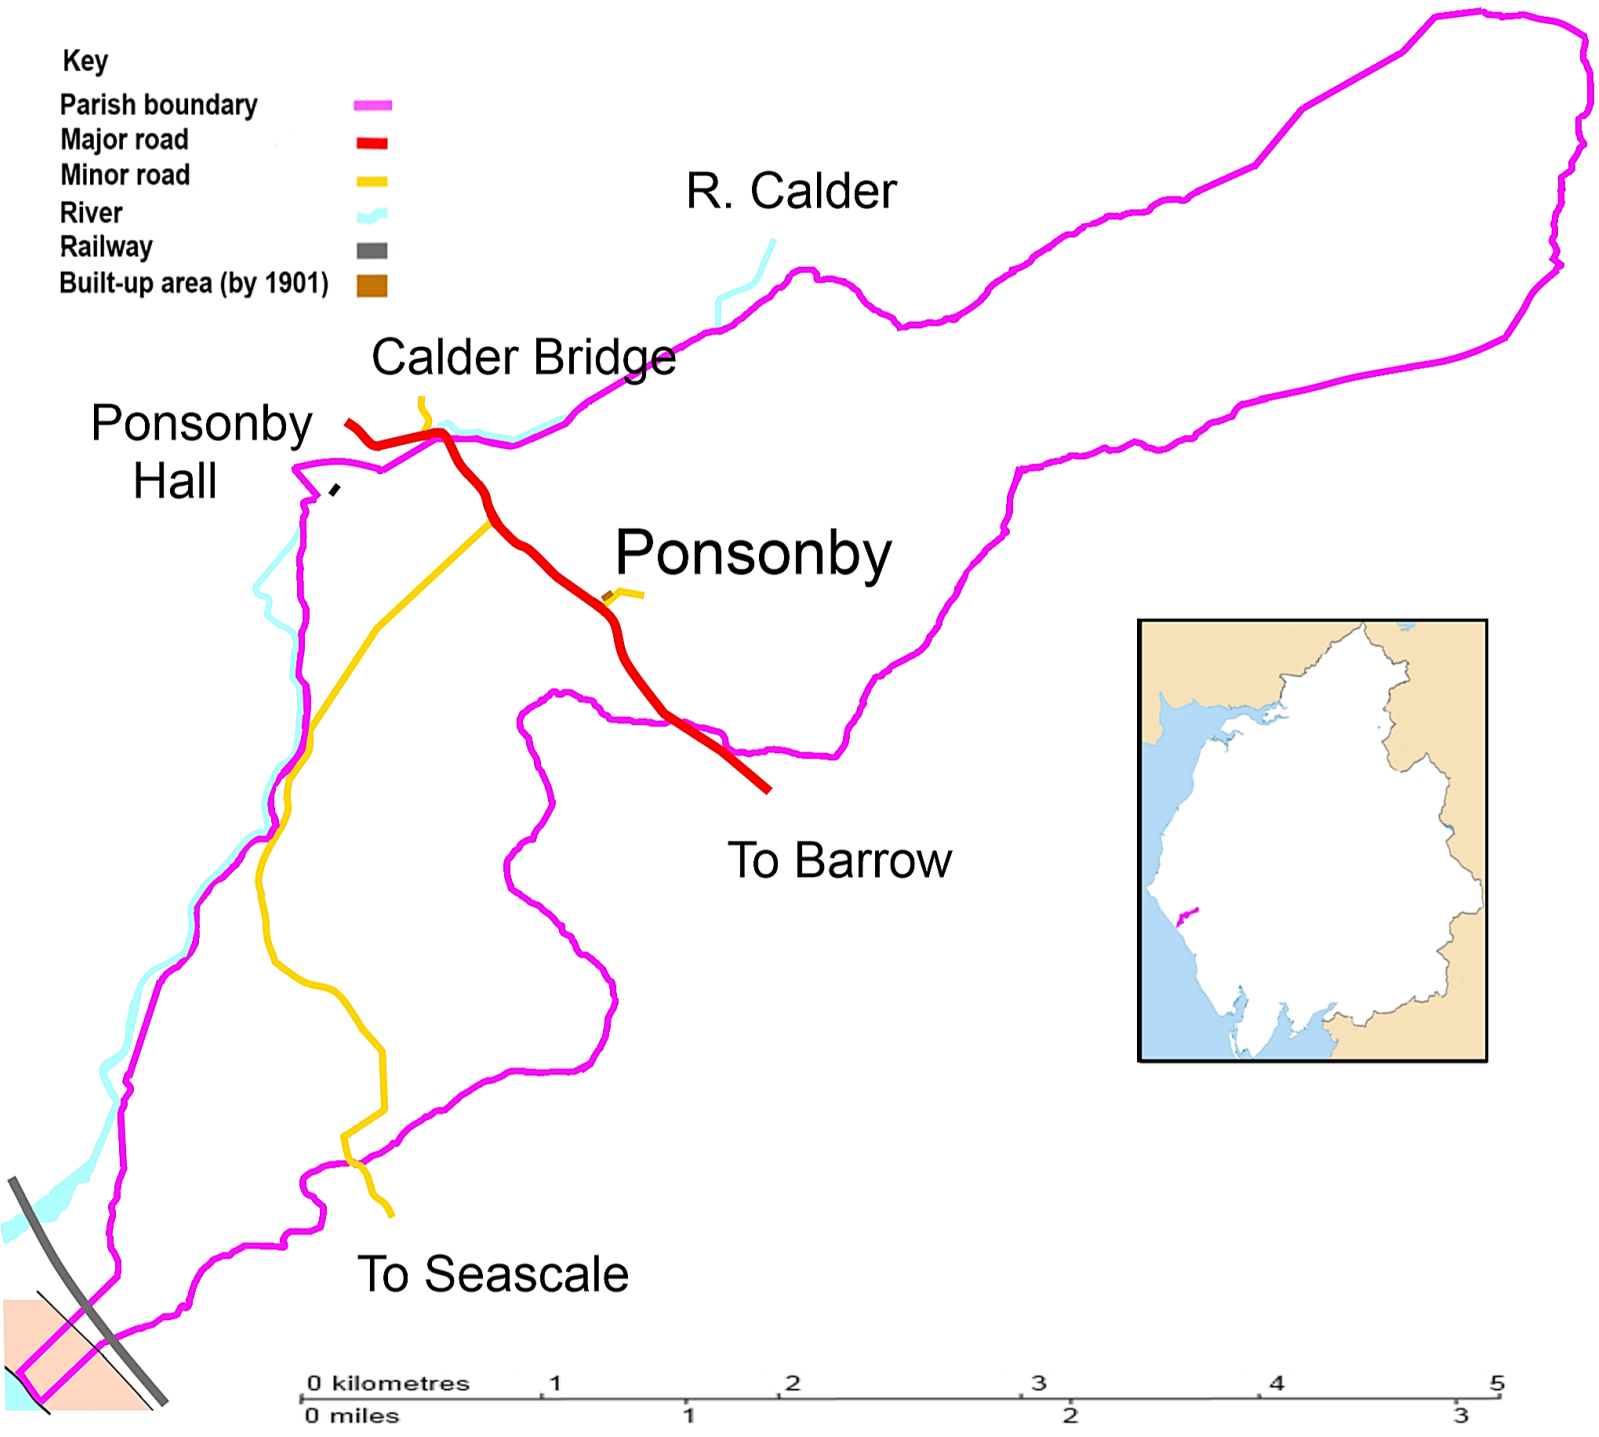 Key
Parish boundary
Major road
Minor road
River
Railway
Built-up area (by 1901)
R. Calder
Calder Bridge
Ponsonby
Hall
Ponsonby
To Barrow
To Seascale
0 kilometres 1 2 3 4 5
0 miles 1 2 3